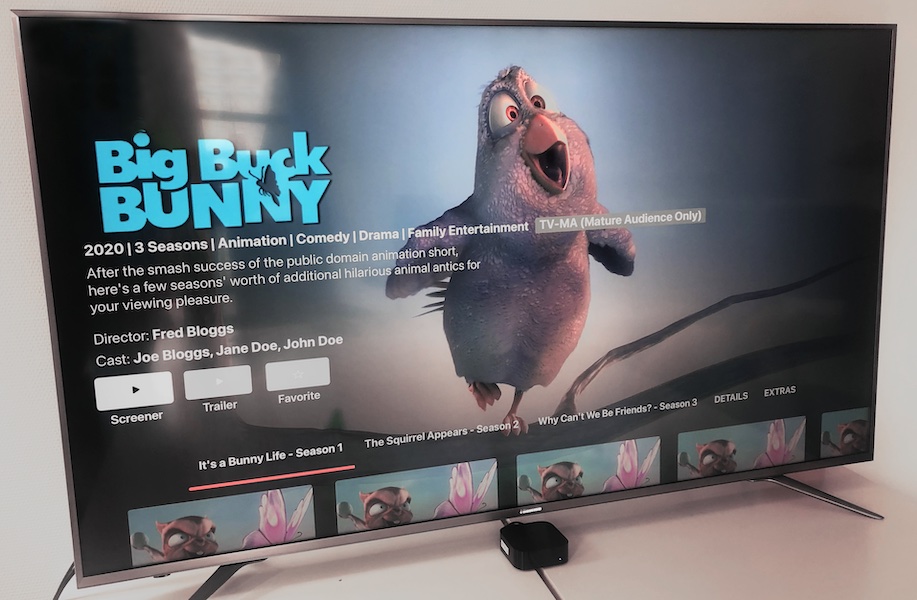 Big Buck
BUNNY
2020 | 3 Seasons | Animation | Comedy | Drama | Family Entertainment TV-MA (Mature Audience Only)
After the smash success of the public domain animation short,
here's a few seasons' worth of additional hilarious animal antics for
your viewing pleasure.
Director: Fred Bloggs
Cast: Joe Bloggs, Jane Doe, John Doe
Screener Trailer Favorite
It's a Bunny Life - Season 1 The Squirrel Appears - Season 2 Why Can't We Be Friends? - Season 3 DETAILS EXTRAS